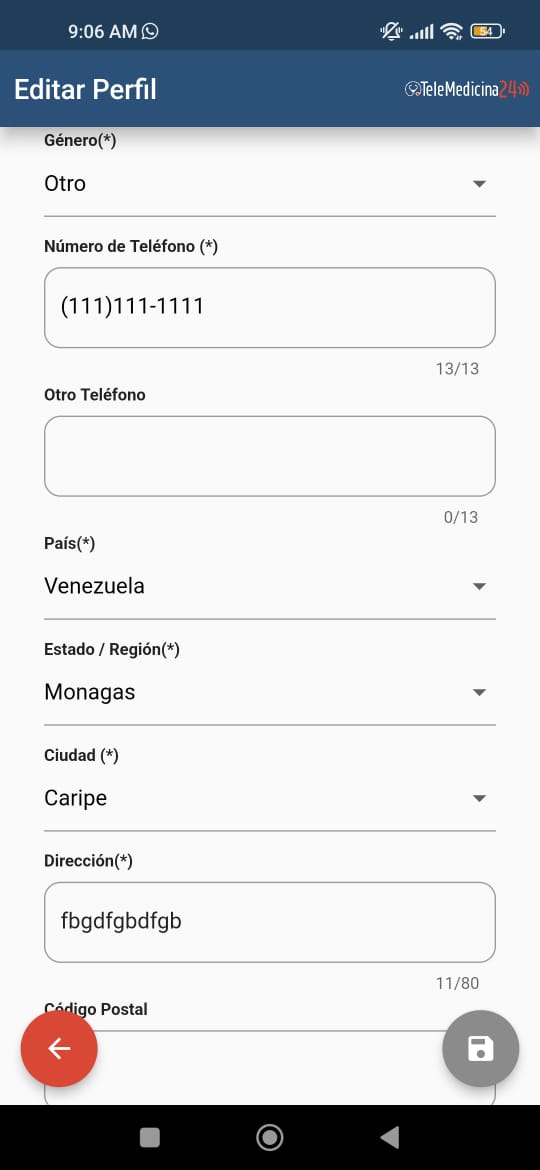 9:06 AM
54
Editar Perfil
TeleMedicina24
Género(*)
Otro
Número de Teléfono (*)
(111)111-1111
13/13
Otro Teléfono
0/13
País(*)
Venezuela
Estado / Región(*)
Monagas
Ciudad (*)
Caripe
Dirección(*)
fbgdfgbdfgb
11/80
Código Postal